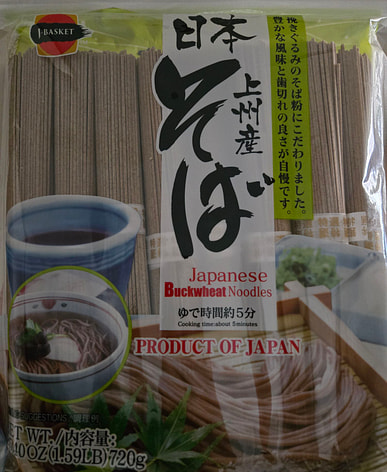 J-BASKET
日本
そば
上州産
挽きぐるみのそば粉にこだわりました。
豊かな風味と歯切れの良さが自慢です。
Japanese
Buckwheat Noodles
ゆで時間約5分
Cooking time:about 5minutes
PRODUCT OF JAPAN
SUGGESTIONS
NET WT./内容量:
OZ(1.59LB)720g